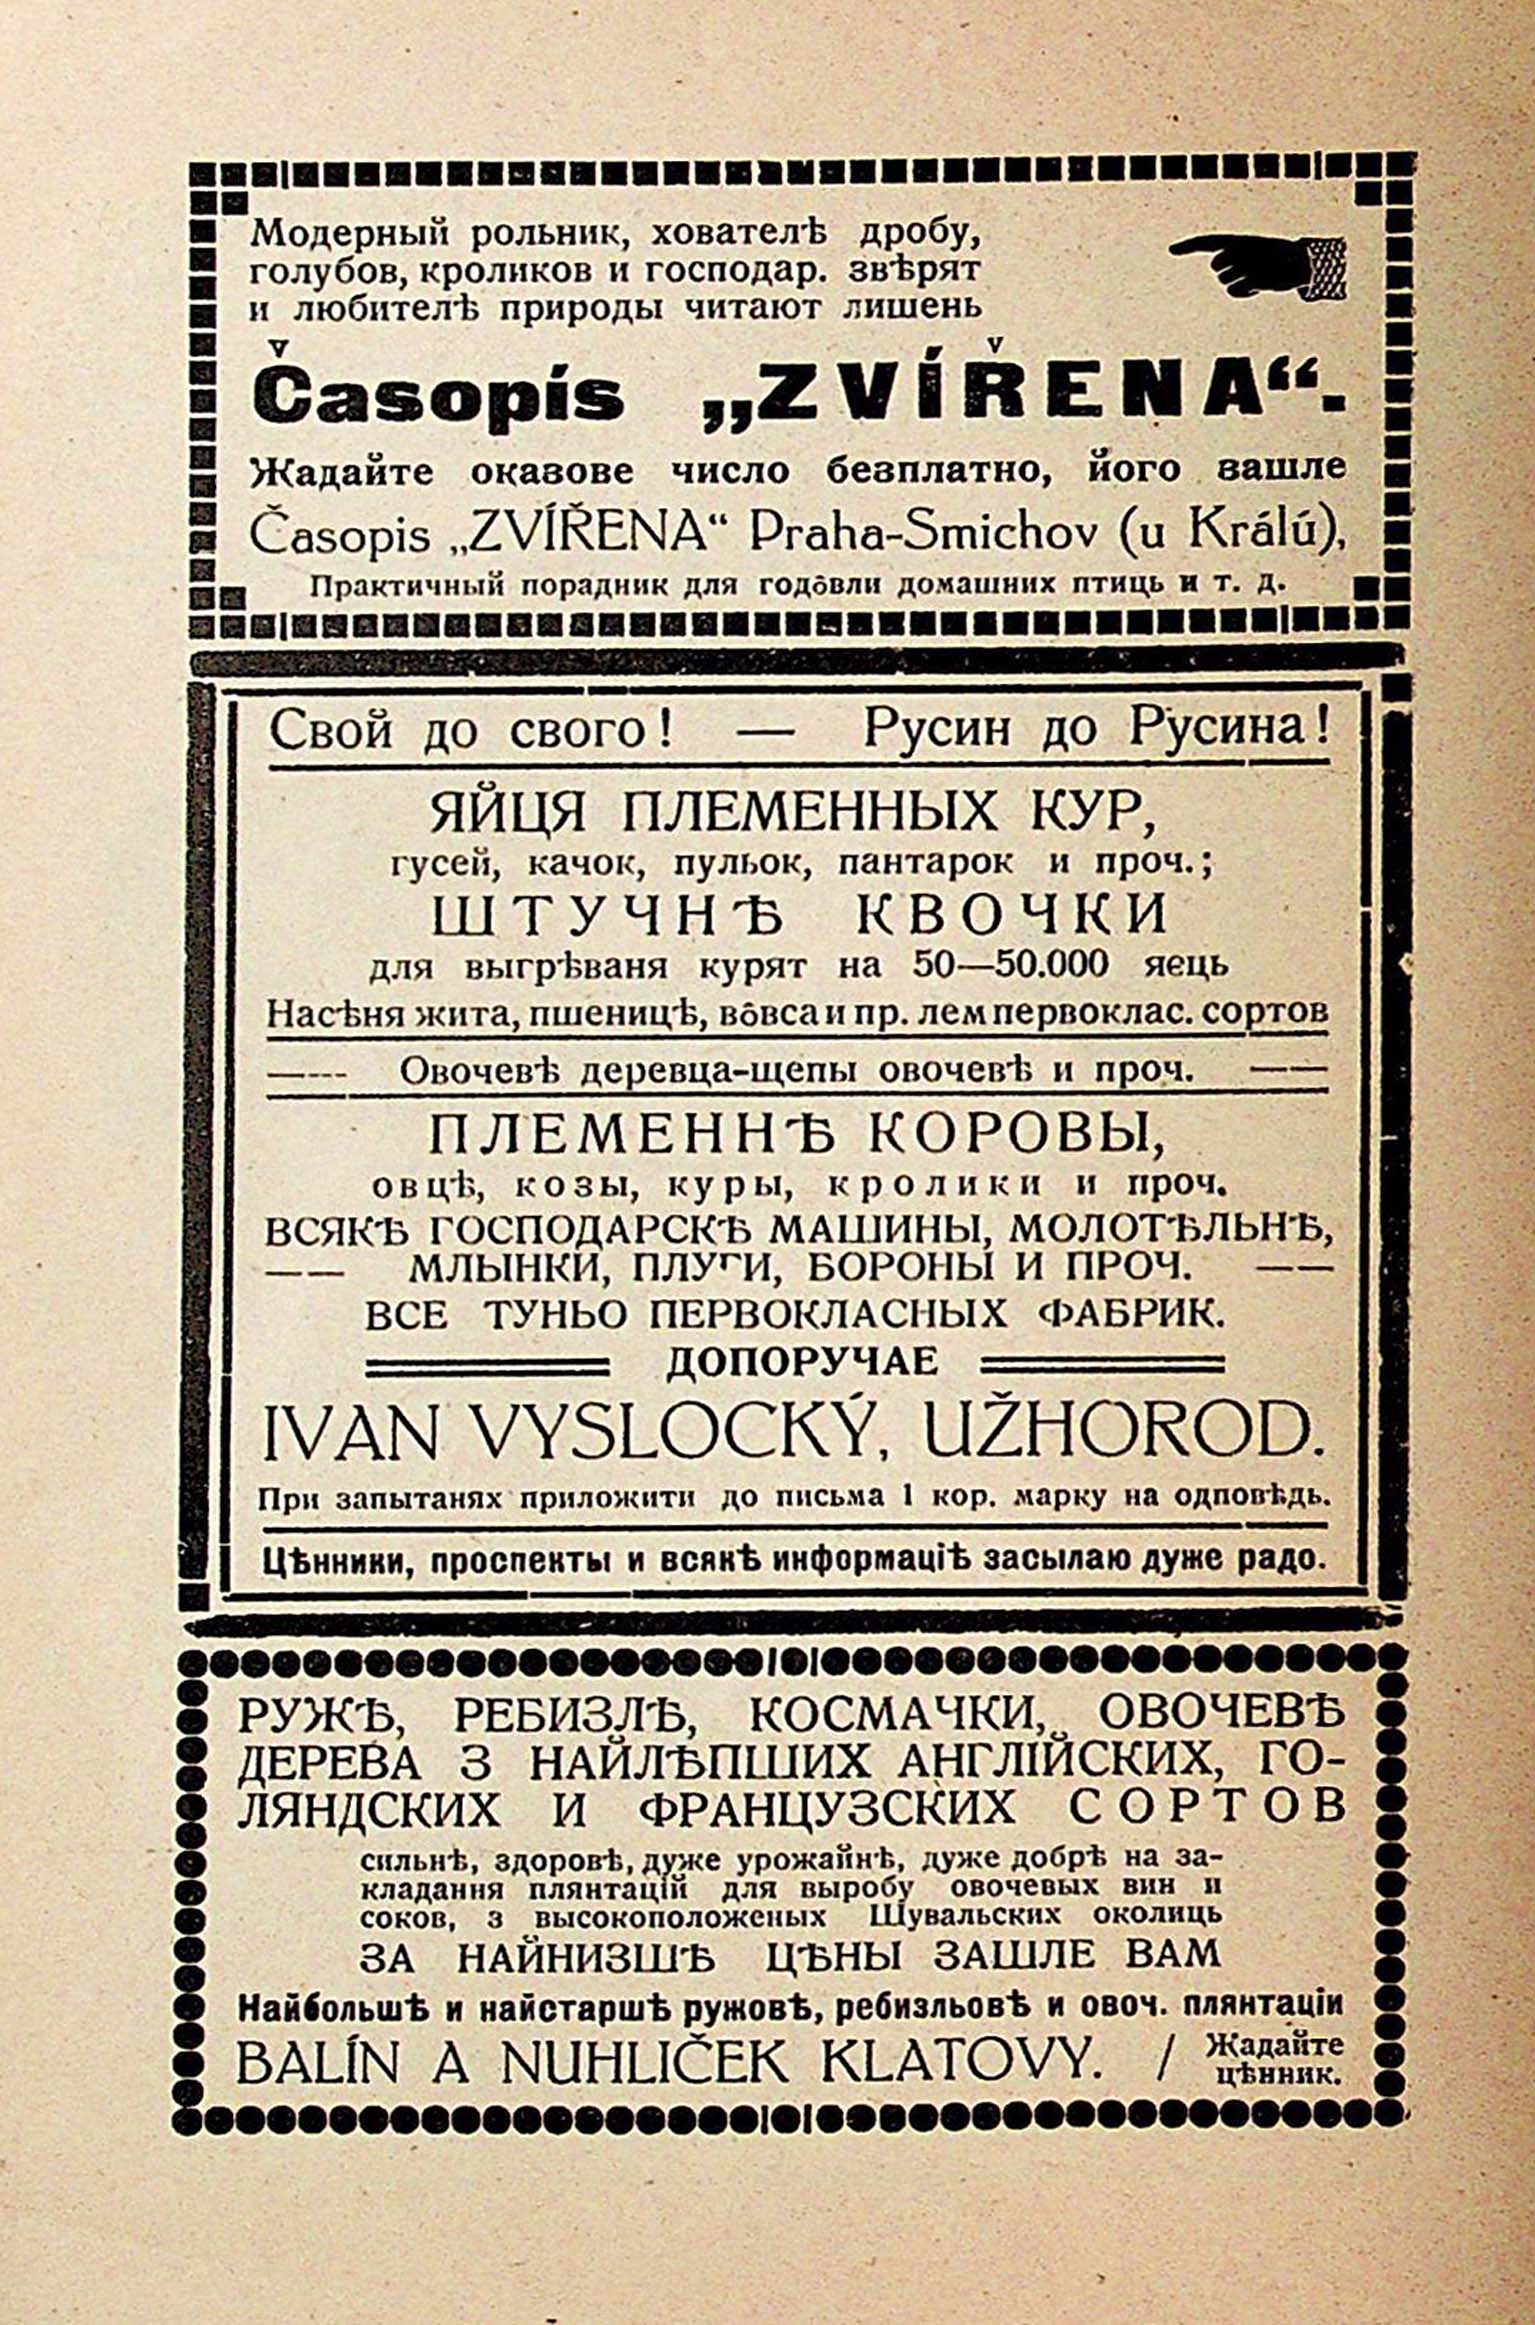 Модерный рольник, хователѣ дробу,
голубов, кроликов и господар. звѣрят
и любителѣ природы читают лишень
Časopís „ZVÍŘENA“.
Жадайте оказове число безплатно, його зашле
Časopis „ZVÍŘENA“ Praha-Smichov (u Králú),
Практичный порадник для годôвли домашних птиць и т. д.
Свой до свого! — Русин до Русина!
ЯЙЦЯ ПЛЕМЕННЫХ КУР,
гусей, качок, пульок, пантарок и проч.;
ШТУЧНѢ КВОЧКИ
для выгрѣваня курят на 50—50.000 яєць
Насѣня жита, пшеницѣ, вôвса и пр. лем первоклас. сортов
—— Овочевѣ деревца-щепы овочевѣ и проч. ——
ПЛЕМЕННѢ КОРОВЫ,
овцѣ, козы, куры, кролики и проч.
ВСЯКѢ ГОСПОДАРСКѢ МАШИНЫ, МОЛОТѢЛЬНѢ,
—— МЛЫНКИ, ПЛУГИ, БОРОНЫ И ПРОЧ. ——
ВСЕ ТУНЬО ПЕРВОКЛАСНЫХ ФАБРИК.
ДОПОРУЧАЕ
IVAN VYSLOCKÝ, UŽHOROD.
При запытанях приложити до письма 1 кор. марку на одповѣдь.
Цѣнники, проспекты и всякѣ информаціѣ засылаю дуже радо.
РУЖѢ, РЕБИЗЛѢ, КОСМАЧКИ, ОВОЧЕВѢ
ДЕРЕВА З НАЙЛѢПШИХ АНГЛІЙСКИХ, ГО-
ЛЯНДСКИХ И ФРАНЦУЗСКИХ СОРТОВ
сильнѣ, здоровѣ, дуже урожайнѣ, дуже добрѣ на за-
кладання плянтацій для выробу овочевых вин и
соков, з высокоположеных Шувальских околиць
ЗА НАЙНИЗШѢ ЦѢНЫ ЗАШЛЕ ВАМ
Найбольшѣ и найстаршѣ ружовѣ, ребизльовѣ и овоч. плянтаціи
BALÍN A NUHLIČEK KLATOVY. / Жадайте
цѣнник.